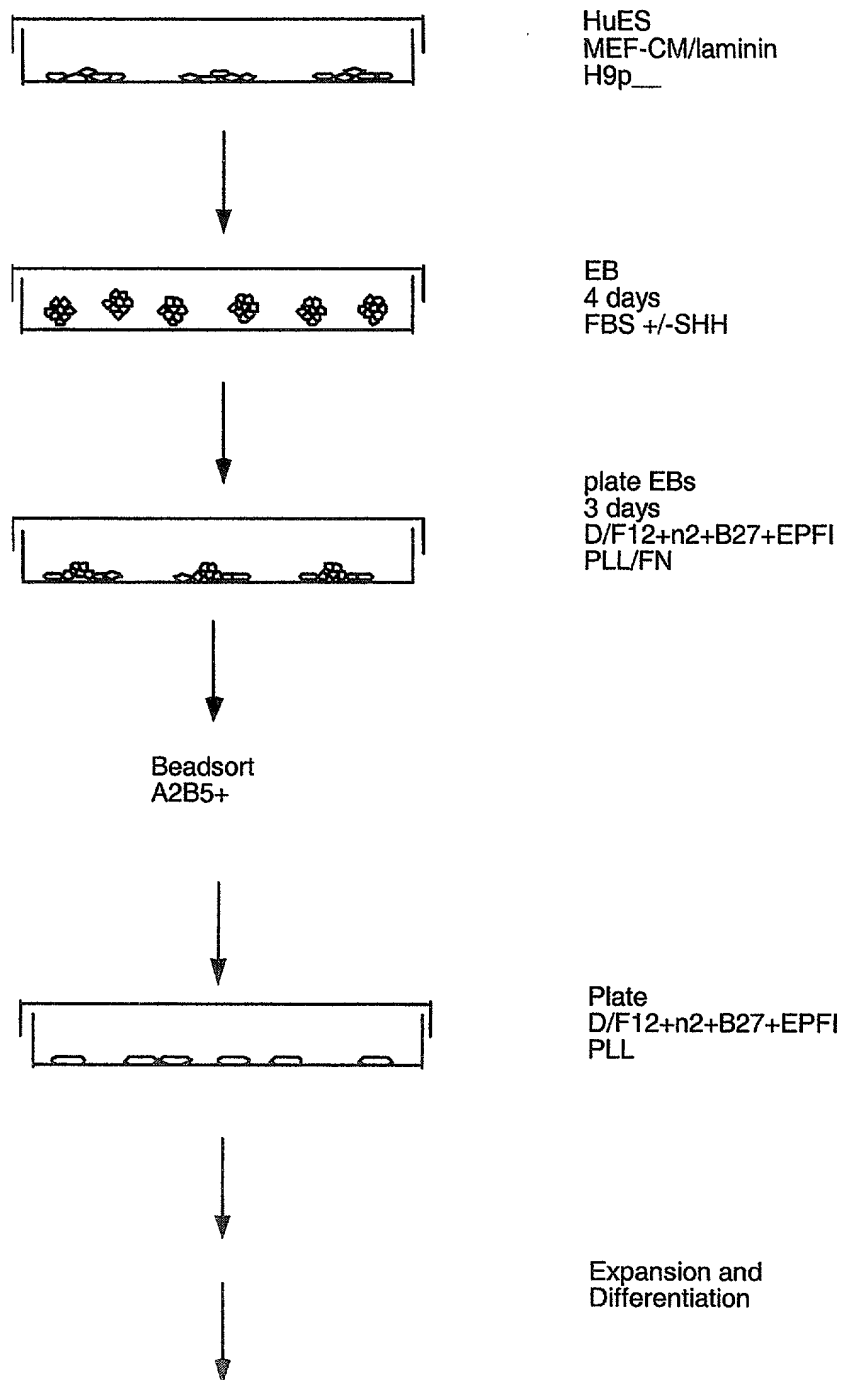 HuES
MEF-CM/laminin
H9p__
EB
4 days
FBS +/-SHH
plate EBs
3 days
D/F12+n2+B27+EPFI
PLL/FN
Beadsort
A2B5+
Plate
D/F12+n2+B27+EPFI
PLL
Expansion and
Differentiation